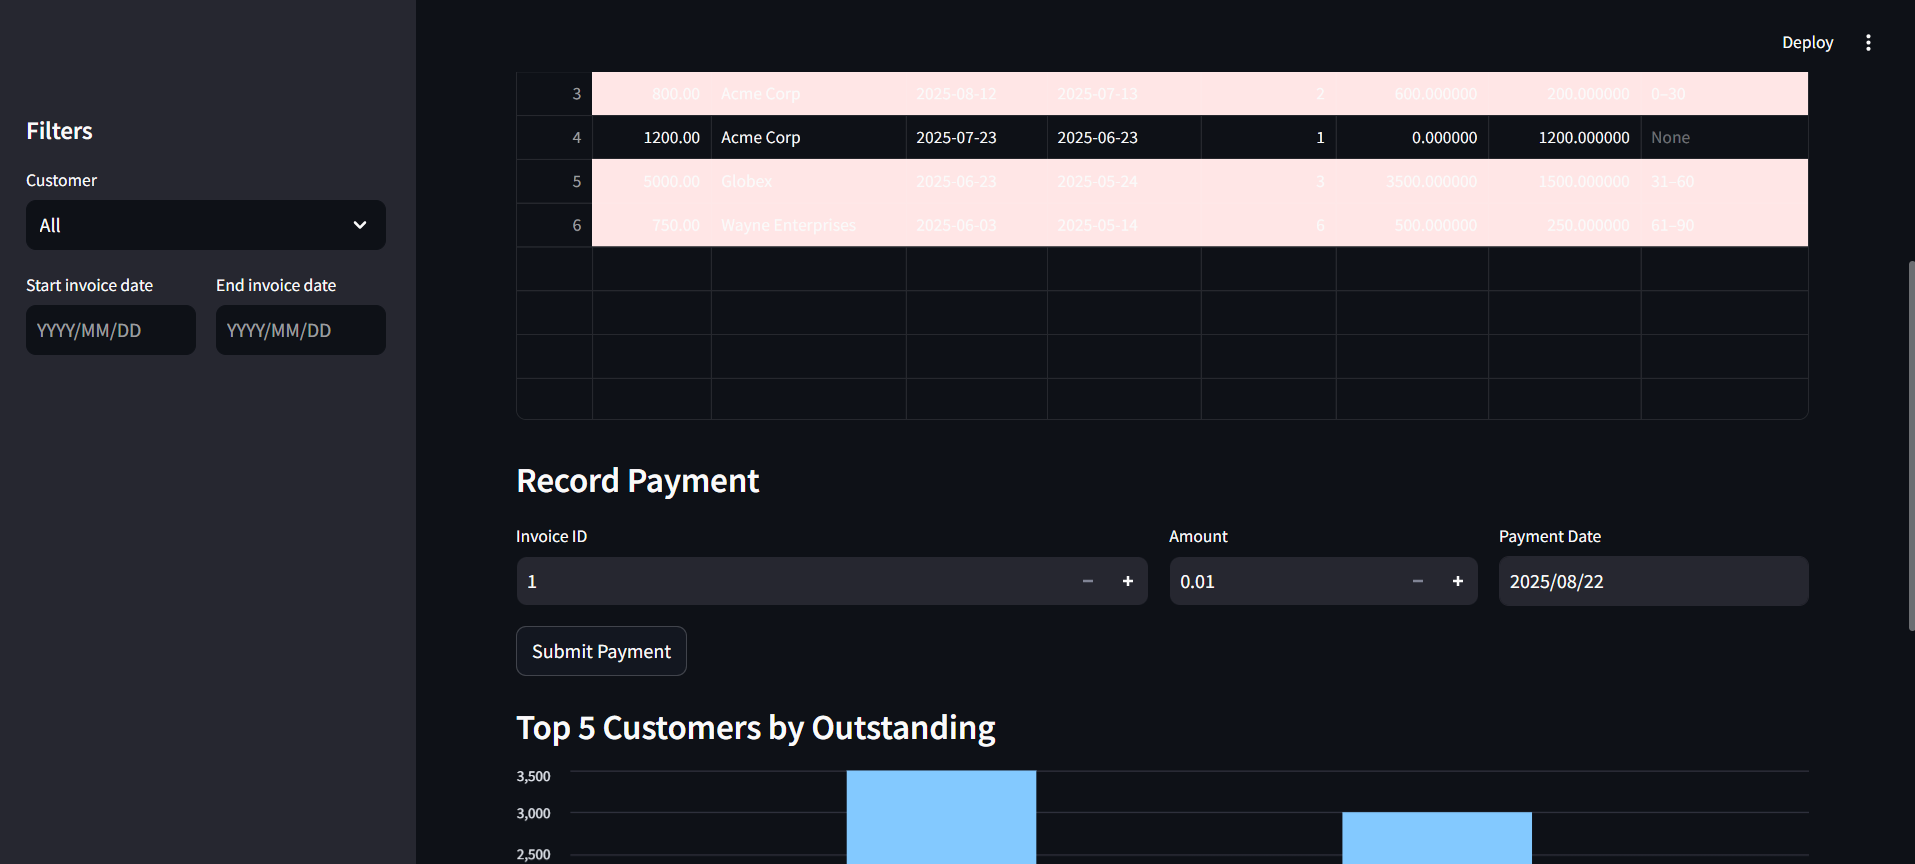 Deploy
Filters
Customer
All
Start invoice date End invoice date
YYYY/MM/DD YYYY/MM/DD
3 800.00 Acme Corp 2025-08-12 2025-07-13 2 600.000000 200.000000 0–30
4 1200.00 Acme Corp 2025-07-23 2025-06-23 1 0.000000 1200.000000 None
5 5000.00 Globex 2025-06-23 2025-05-24 3 3500.000000 1500.000000 31–60
6 750.00 Wayne Enterprises 2025-06-03 2025-05-14 6 500.000000 250.000000 61–90
Record Payment
Invoice ID Amount Payment Date
1 − + 0.01 − + 2025/08/22
Submit Payment
Top 5 Customers by Outstanding
3,500
3,000
2,500